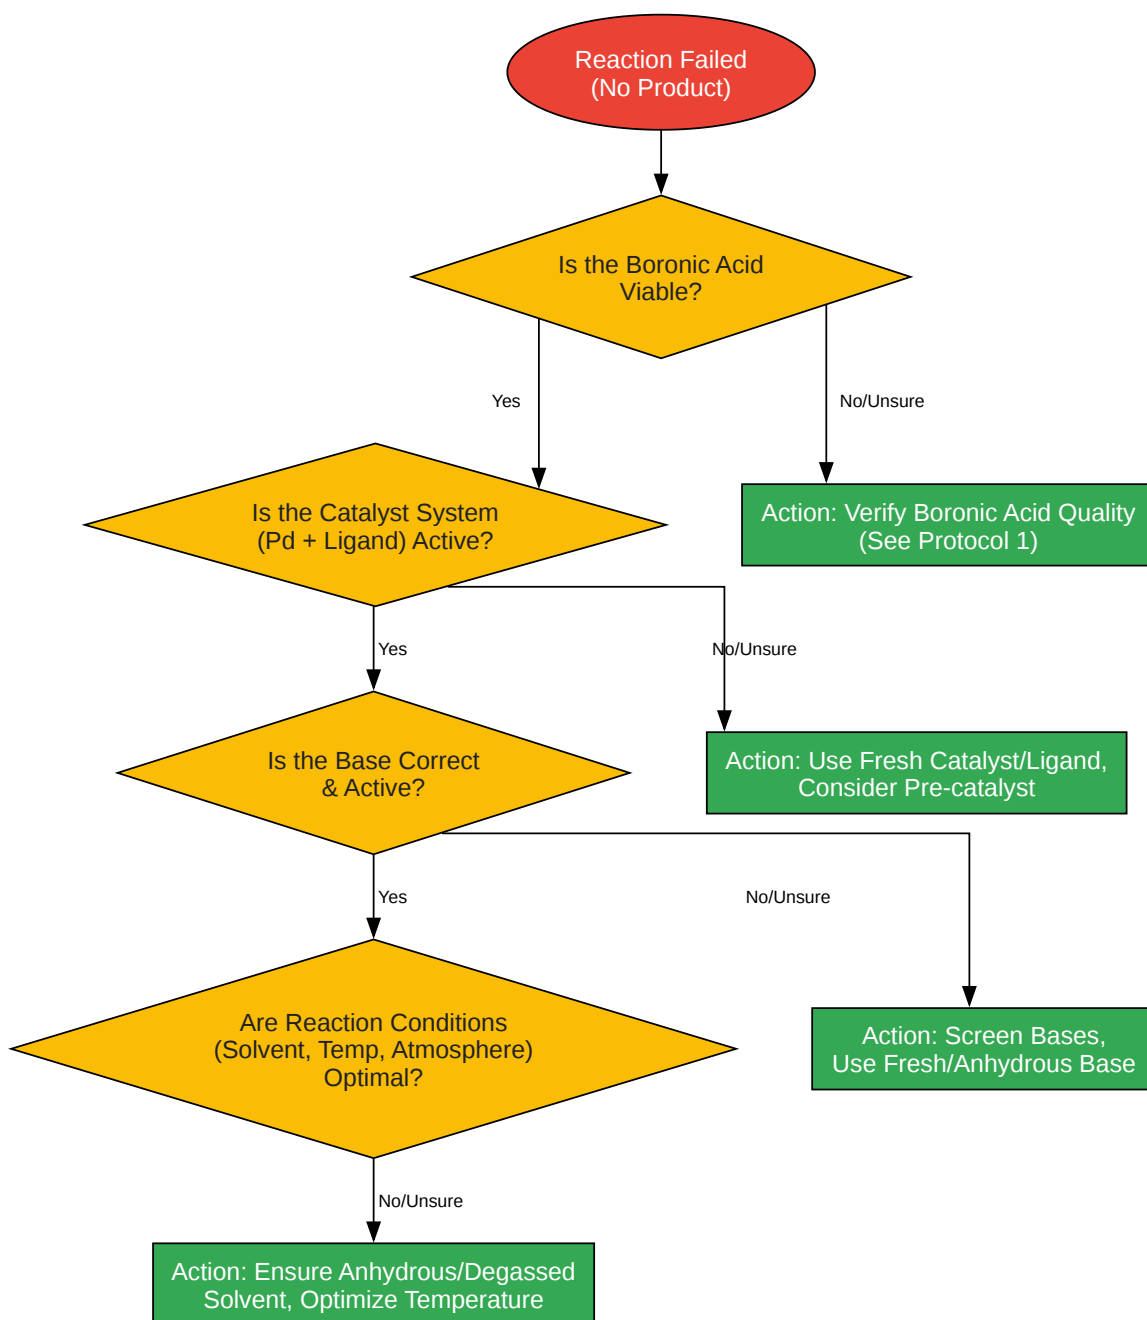 Reaction Failed
(No Product)
Is the Boronic Acid
Viable?
Yes
No/Unsure
Is the Catalyst System
(Pd + Ligand) Active?
Action: Verify Boronic Acid Quality
(See Protocol 1)
Yes
No/Unsure
Is the Base Correct
& Active?
Action: Use Fresh Catalyst/Ligand,
Consider Pre-catalyst
Yes
No/Unsure
Are Reaction Conditions
(Solvent, Temp, Atmosphere)
Optimal?
Action: Screen Bases,
Use Fresh/Anhydrous Base
No/Unsure
Action: Ensure Anhydrous/Degassed
Solvent, Optimize Temperature